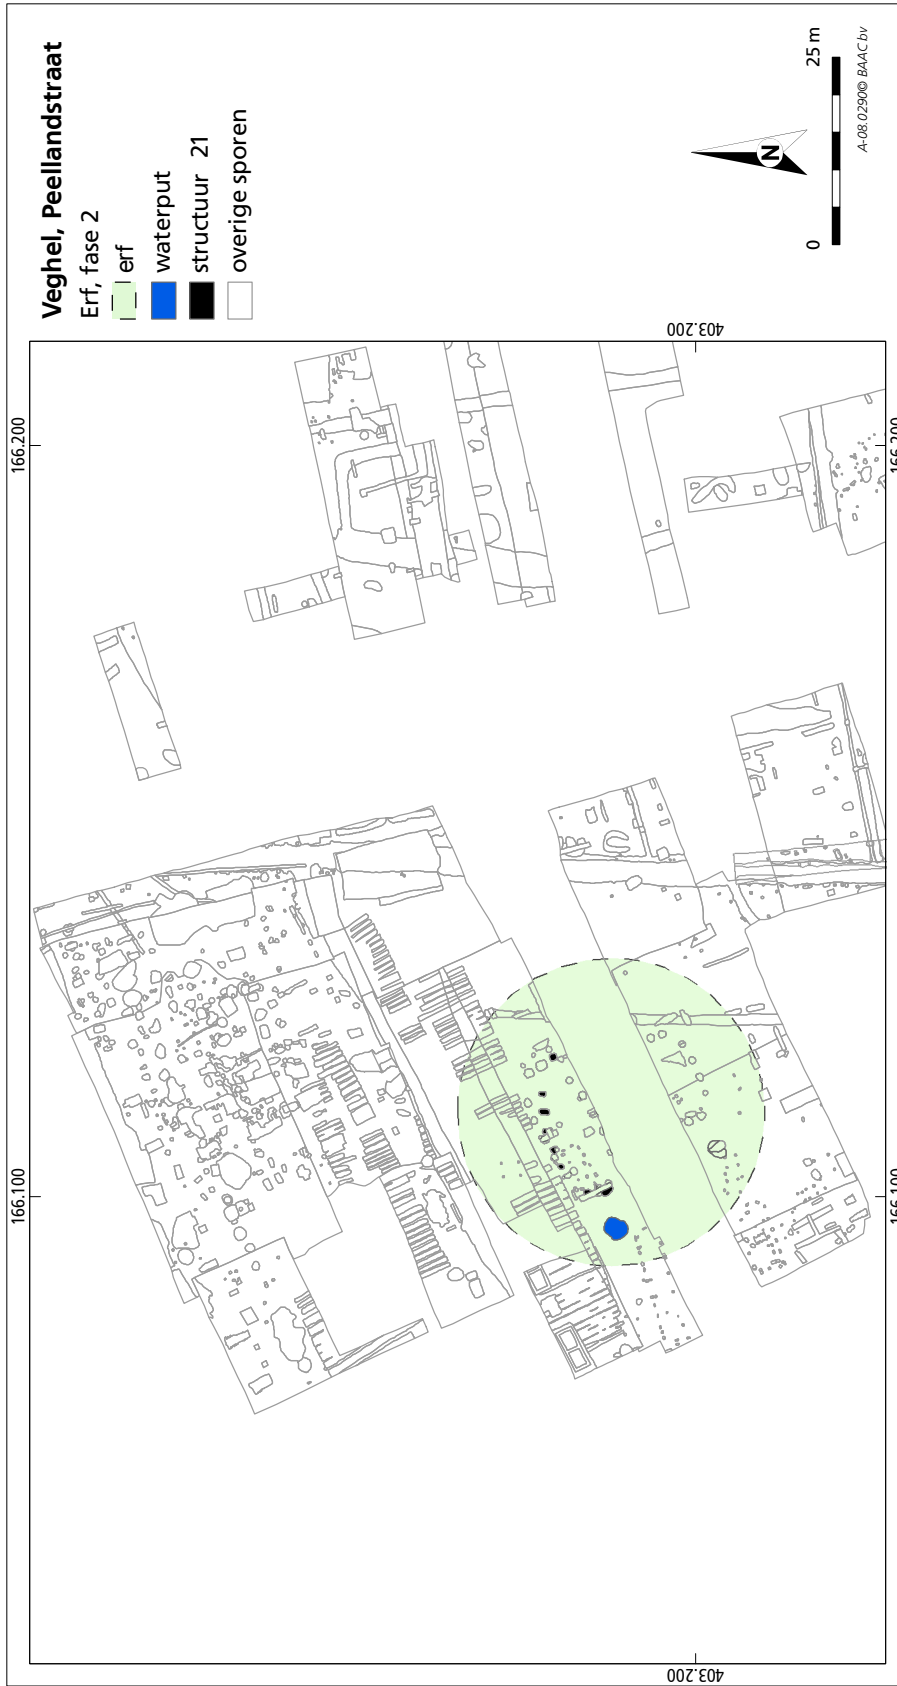 Veghel, Peellandstraat
Erf, fase 2
erf
waterput
structuur 21
overige sporen
N
0
25 m
A-08.0290© BAAC bv
166.100
166.200
403.200
403.200
166.100
166.200